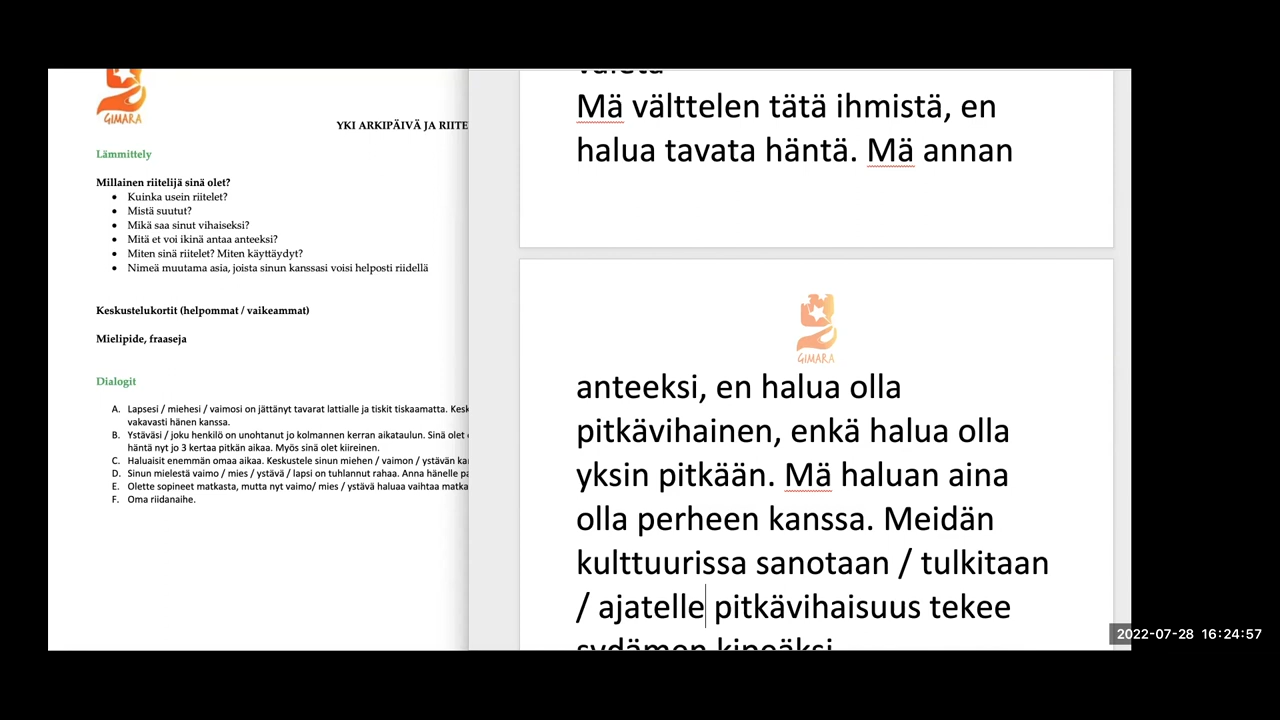 GIMARA
YKI ARKIPÄIVÄ JA RIITE
Lämmittely
Millainen riitelijä sinä olet?
• Kuinka usein riitelet?
• Mistä suutut?
• Mikä saa sinut vihaiseksi?
• Mitä et voi ikinä antaa anteeksi?
• Miten sinä riitelet? Miten käyttäydyt?
• Nimeä muutama asia, joista sinun kanssasi voisi helposti riidellä
Keskustelukortit (helpommat / vaikeammat)
Mielipide, fraaseja
Dialogit
A. Lapsesi / miehesi / vaimosi on jättänyt tavarat lattialle ja tiskit tiskaamatta. Kesk
vakavasti hänen kanssa.
B. Ystäväsi / joku henkilö on unohtanut jo kolmannen kerran aikataulun. Sinä olet
häntä nyt jo 3 kertaa pitkän aikaa. Myös sinä olet kiireinen.
C. Haluaisit enemmän omaa aikaa. Keskustele sinun miehen / vaimon / ystävän ka
D. Sinun mielestä vaimo / mies / ystävä / lapsi on tuhlannut rahaa. Anna hänelle pa
E. Olette sopineet matkasta, mutta nyt vaimo/ mies / ystävä haluaa vaihtaa matka
F. Oma riidanaihe.
Mä välttelen tätä ihmistä, en
halua tavata häntä. Mä annan
GIMARA
anteeksi, en halua olla
pitkävihainen, enkä halua olla
yksin pitkään. Mä haluan aina
olla perheen kanssa. Meidän
kulttuurissa sanotaan / tulkitaan
/ ajatelle pitkävihaisuus tekee
sydämen kipeäksi
2022-07-28 16:24:57